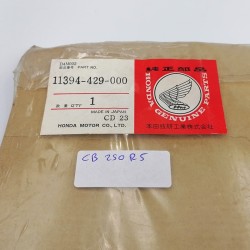 部品番号 PART NO.
11394-429-000
個数 QTY
1
MADE IN JAPAN
CD 23
HONDA MOTOR CO., LTD.
純正部品
HONDA GENUINE PARTS
HM
本田技研工業株式会社
CB 250 RS